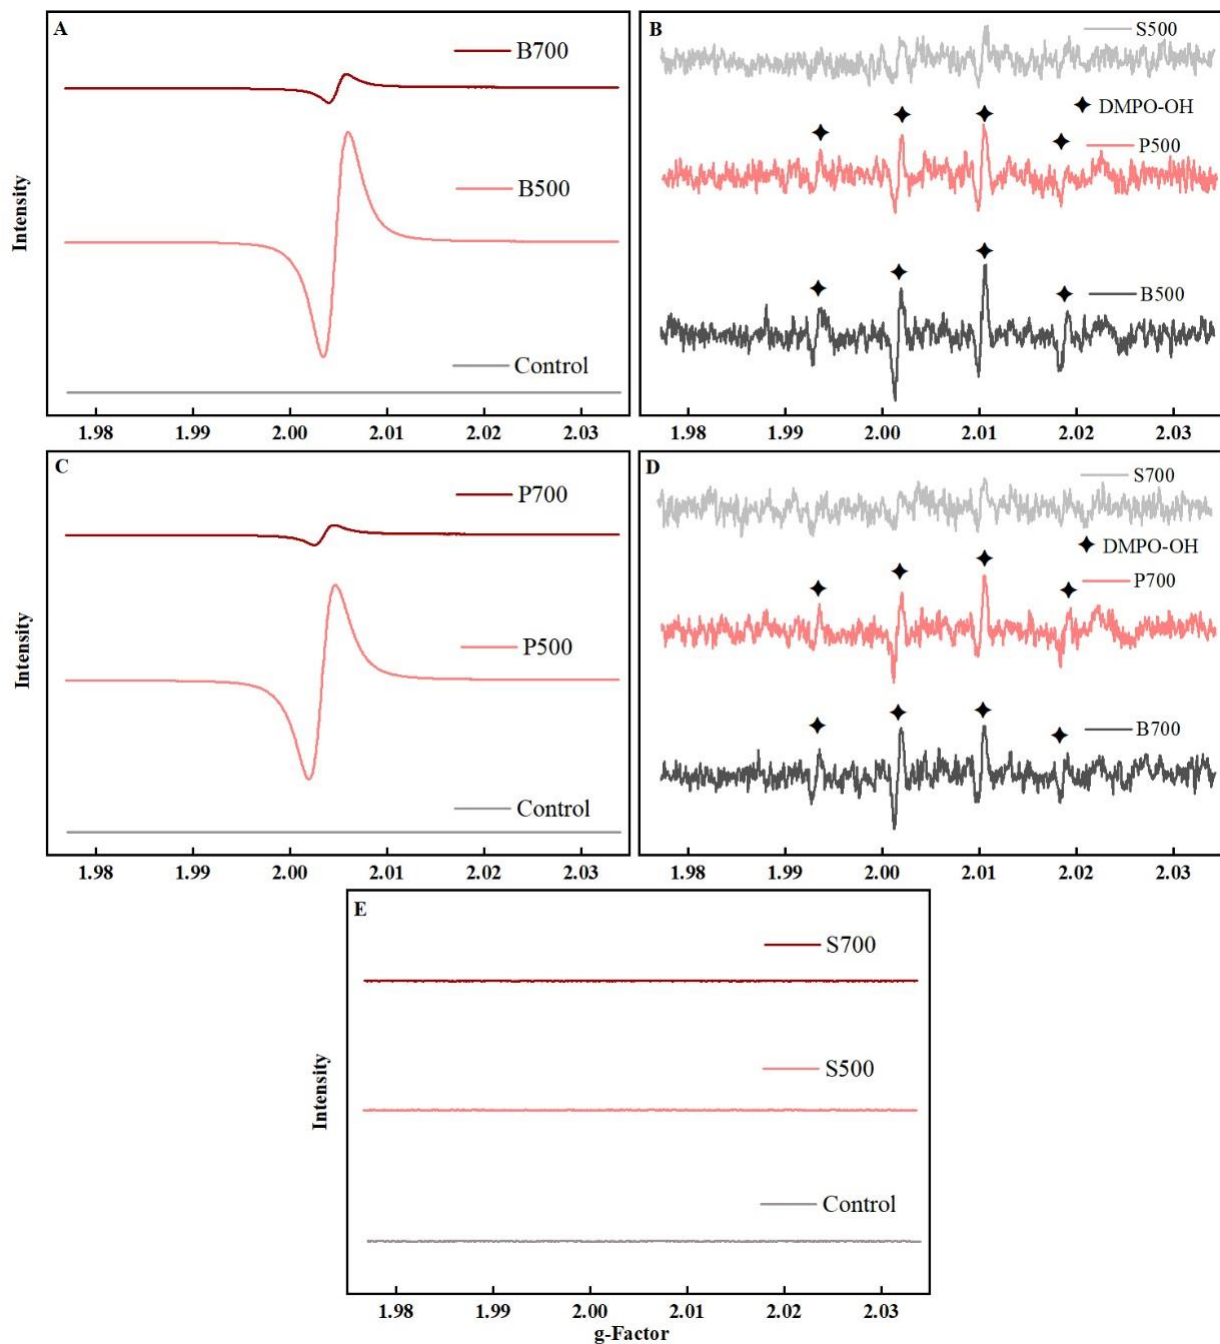 A
B700
B500
Control
Intensity
1.98 1.99 2.00 2.01 2.02 2.03
B
S500
DMPO-OH
P500
B500
1.98 1.99 2.00 2.01 2.02 2.03
C
P700
P500
Control
Intensity
1.98 1.99 2.00 2.01 2.02 2.03
D
S700
DMPO-OH
P700
B700
1.98 1.99 2.00 2.01 2.02 2.03
E
S700
S500
Control
Intensity
1.98 1.99 2.00 2.01 2.02 2.03
g-Factor